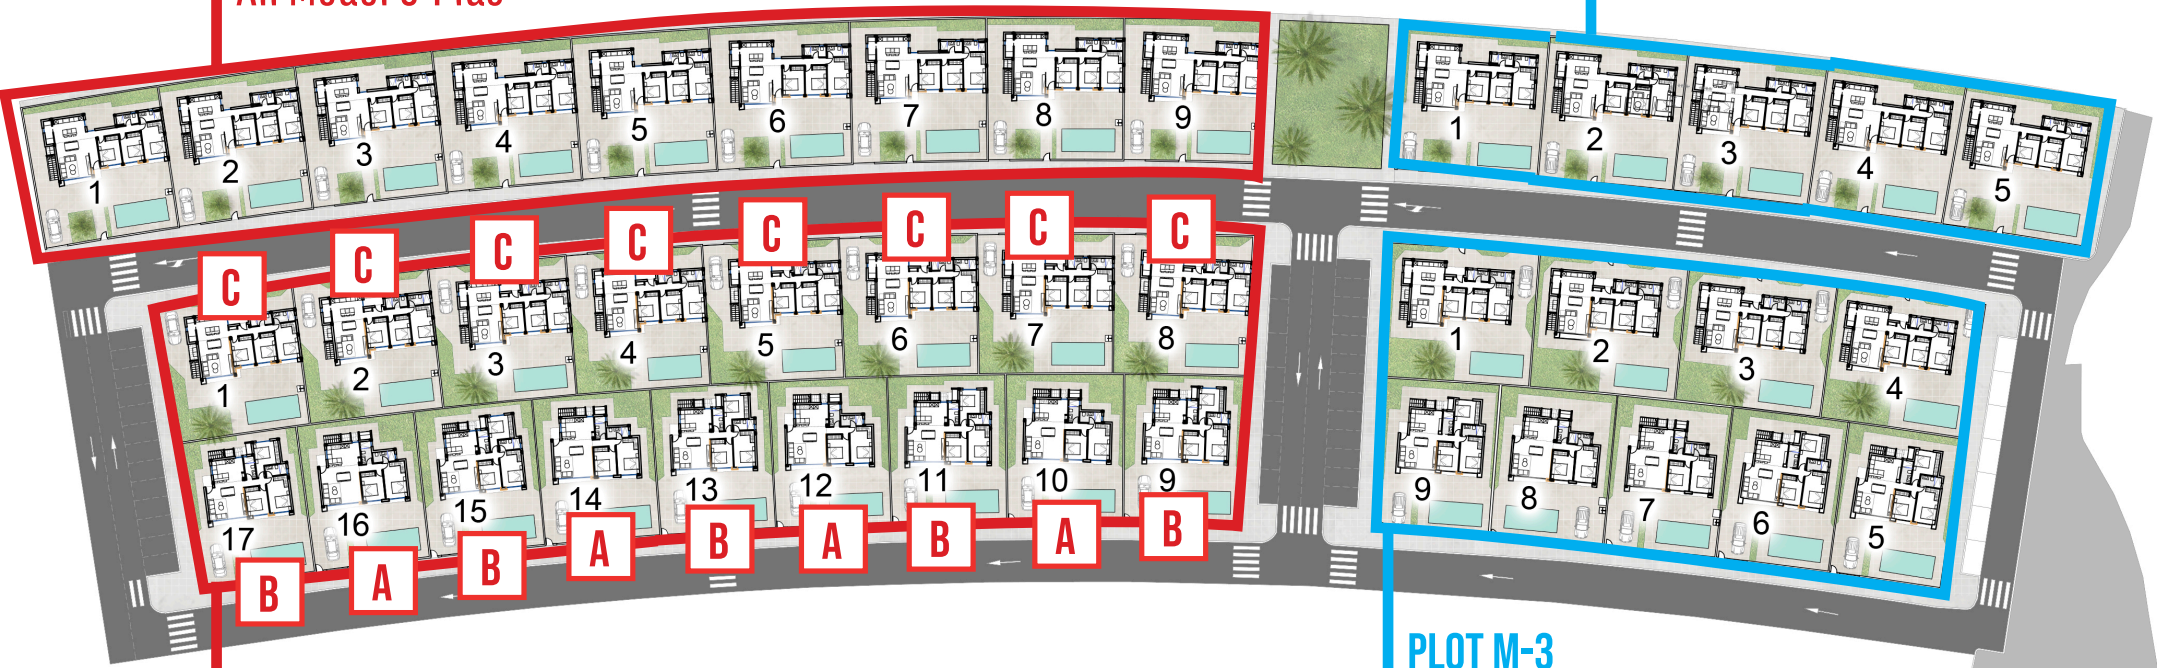 1 2 3 4 5 6 7 8 9
1 2 3 4 5
C C C C C C C C
1 2 3 4 5 6 7 8
1 2 3 4
17 16 15 14 13 12 11 10 9
9 8 7 6 5
B A B A B A B A B
PLOT M-3